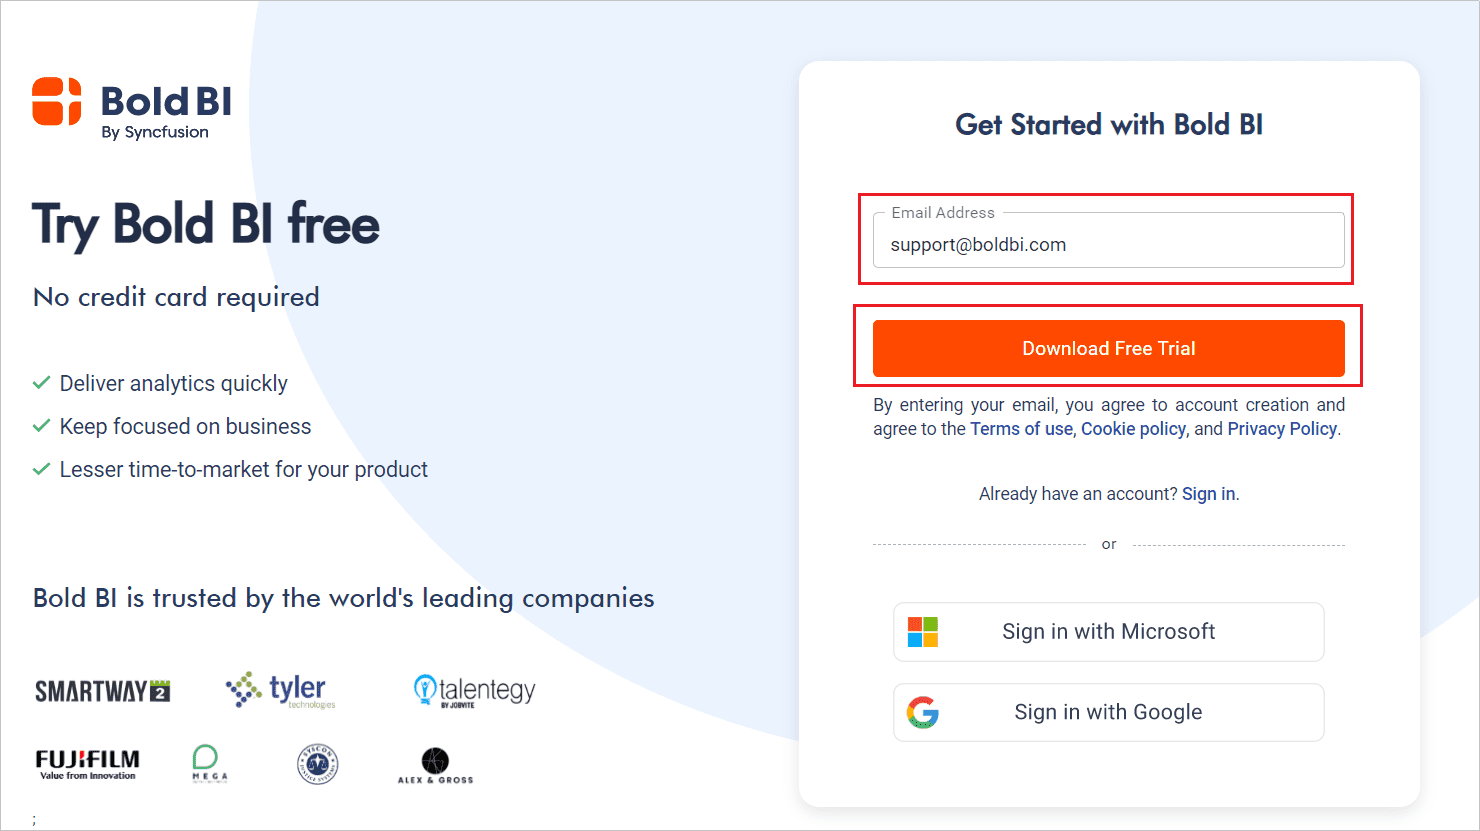 Bold BI
By Syncfusion
Try Bold BI free
No credit card required
Deliver analytics quickly
Keep focused on business
Lesser time-to-market for your product
Bold BI is trusted by the world's leading companies
SMARTWAY2
tyler
technologies
talentegy
BY JOBVITE
FUJIFILM
Value from Innovation
MEGA
SYSCON
JUSTICE SYSTEMS
ALEX & GROSS
;
Get Started with Bold BI
Email Address
support@boldbi.com
Download Free Trial
By entering your email, you agree to account creation and
agree to the Terms of use, Cookie policy, and Privacy Policy.
Already have an account? Sign in.
or
Sign in with Microsoft
Sign in with Google